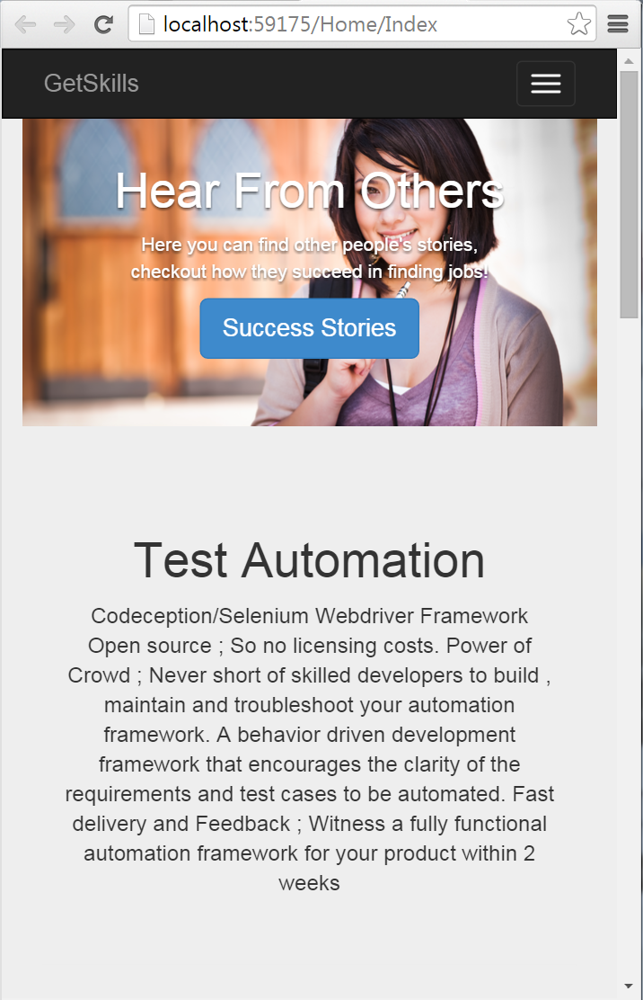 localhost:59175/Home/Index
GetSkills
Hear From Others
Here you can find other people's stories,
checkout how they succeed in finding jobs!
Success Stories
Test Automation
Codeception/Selenium Webdriver Framework
Open source ; So no licensing costs. Power of
Crowd ; Never short of skilled developers to build ,
maintain and troubleshoot your automation
framework. A behavior driven development
framework that encourages the clarity of the
requirements and test cases to be automated. Fast
delivery and Feedback ; Witness a fully functional
automation framework for your product within 2
weeks